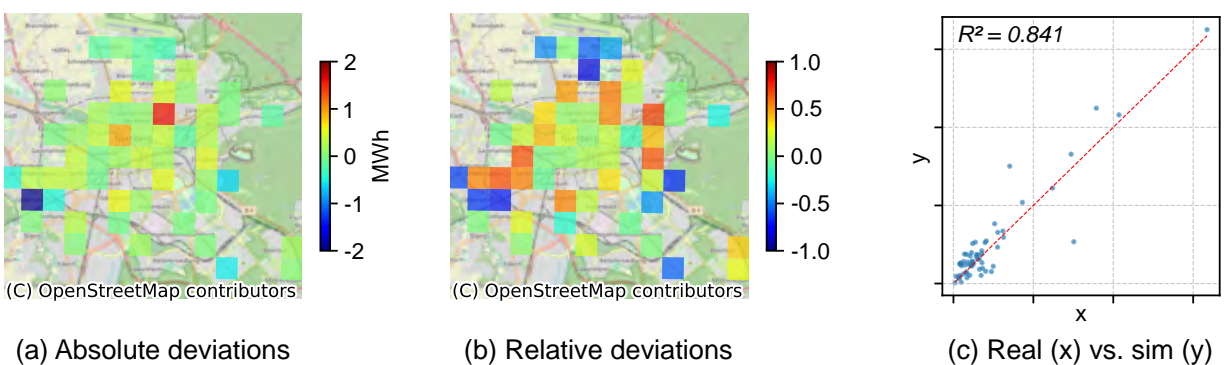 2
1
0
-1
-2
MWh
(C) OpenStreetMap contributors
(a) Absolute deviations
1.0
0.5
0.0
-0.5
-1.0
(C) OpenStreetMap contributors
(b) Relative deviations
R² = 0.841
y
x
(c) Real (x) vs. sim (y)